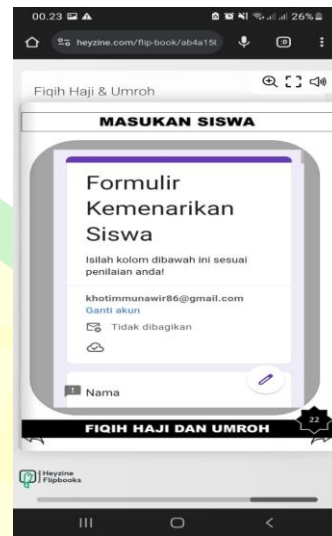 00.23
26%
heyzine.com/flip-book/ab4a15
Fiqih Haji & Umroh
MASUKAN SISWA
Formulir
Kemenarikan
Siswa
Isilah kolom dibawah ini sesuai
penilaian anda!
khotimmunawir86@gmail.com
Ganti akun
Tidak dibagikan
Nama
22
FIQIH HAJI DAN UMROH
Heyzine
Flipbooks